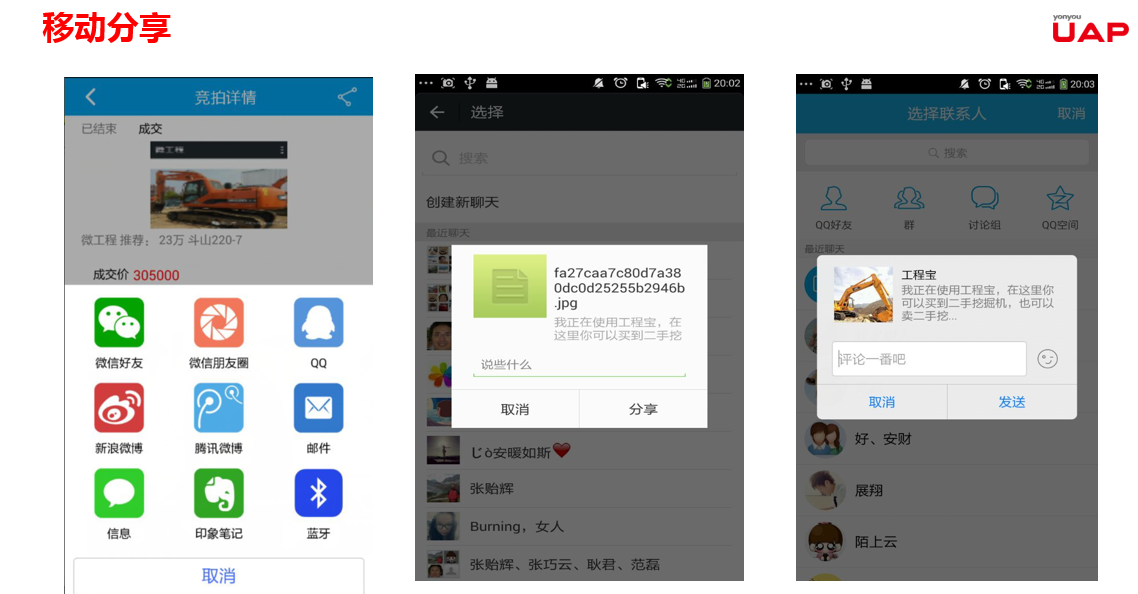 移动分享
yonyou
UAP
竞拍详情
已结束 成交
微工程
微工程 推荐: 23万 斗山220-7
成交价 305000
微信好友 微信朋友圈 QQ
新浪微博 腾讯微博 邮件
信息 印象笔记 蓝牙
取消
20:02
选择
搜索
创建新聊天
最近聊天
fa27caa7c80d7a38
0dc0d25255b2946b
.jpg
我正在使用工程宝，在
这里你可以买到二手挖
说些什么
取消 分享
じò安暖如斯
张贻辉
Burning，女人
张贻辉、张巧云、耿君、范磊
20:03
选择联系人 取消
搜索
QQ好友 群 讨论组 QQ空间
最近聊天
工程宝
我正在使用工程宝，在这里你
可以买到二手挖掘机，也可以
卖二手挖...
评论一番吧
取消 发送
好、安财
展翔
陌上云